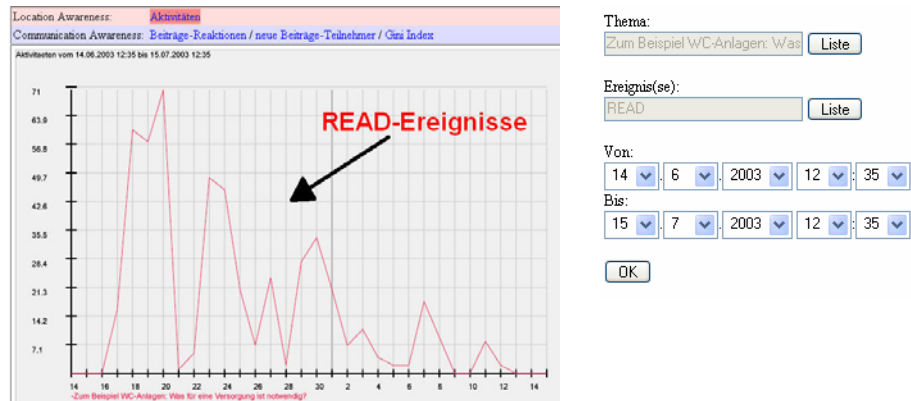 Location Awareness: Aktivitäten
Communication Awareness: Beiträge-Reaktionen / neue Beiträge-Teilnehmer / Gini Index
Aktivitaeten vom 14.06.2003 12:35 bis 15.07.2003 12:35
READ-Ereignisse
71
63.9
56.8
49.7
42.6
35.5
28.4
21.3
14.2
7.1
14 16 18 20 22 24 26 28 30 2 4 6 8 10 12 14
-Zum Beispiel WC-Anlagen: Was für eine Versorgung ist notwendig?
Thema:
Zum Beispiel WC-Anlagen: Was Liste
Ereignis(se):
READ Liste
Von:
14 . 6 . 2003 12 : 35
Bis:
15 . 7 . 2003 12 : 35
OK